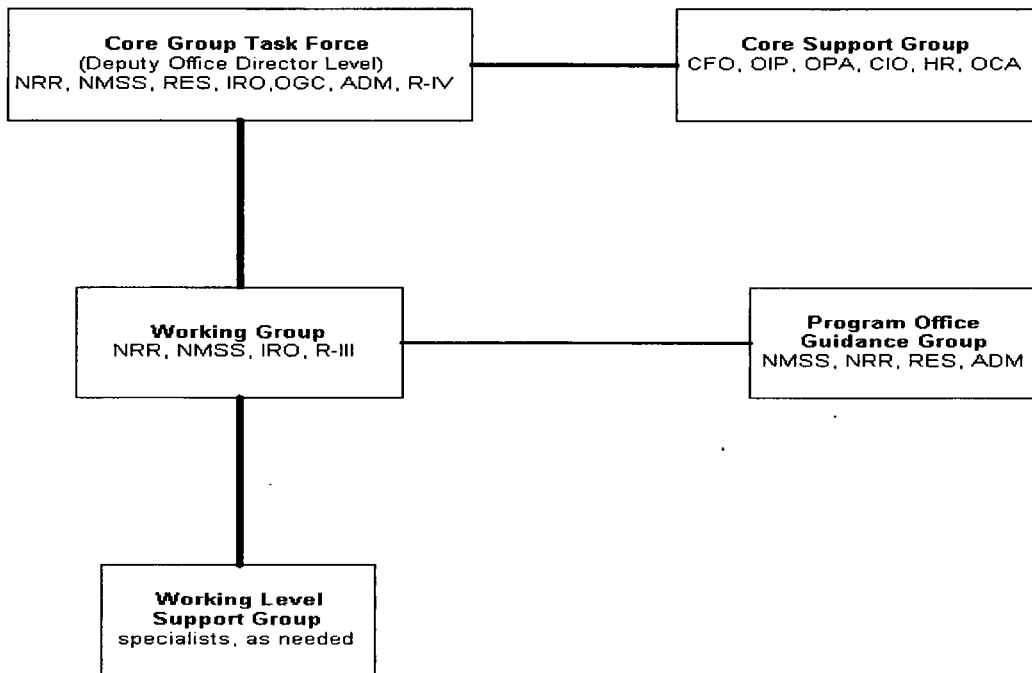 Core Group Task Force
(Deputy Office Director Level)
NRR, NMSS, RES, IRO,OGC, ADM, R-IV
Core Support Group
CFO, OIP, OPA, CIO, HR, OCA
Working Group
NRR, NMSS, IRO, R-III
Program Office
Guidance Group
NMSS, NRR, RES, ADM
Working Level
Support Group
specialists, as needed